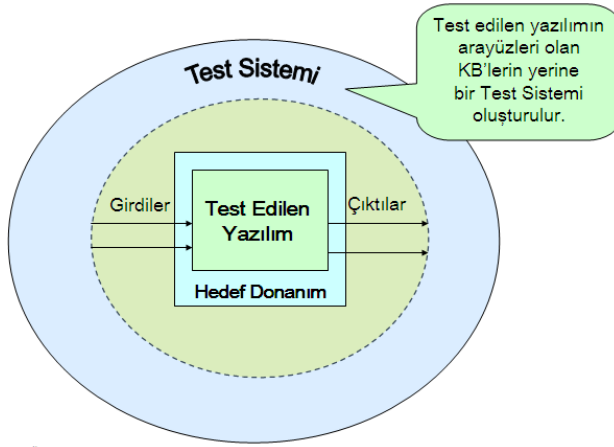 Test Sistemi
Test edilen yazılımın
arayüzleri olan
KB'lerin yerine
bir Test Sistemi
oluşturulur.
Girdiler
Test Edilen
Yazılım
Çıktılar
Hedef Donanım